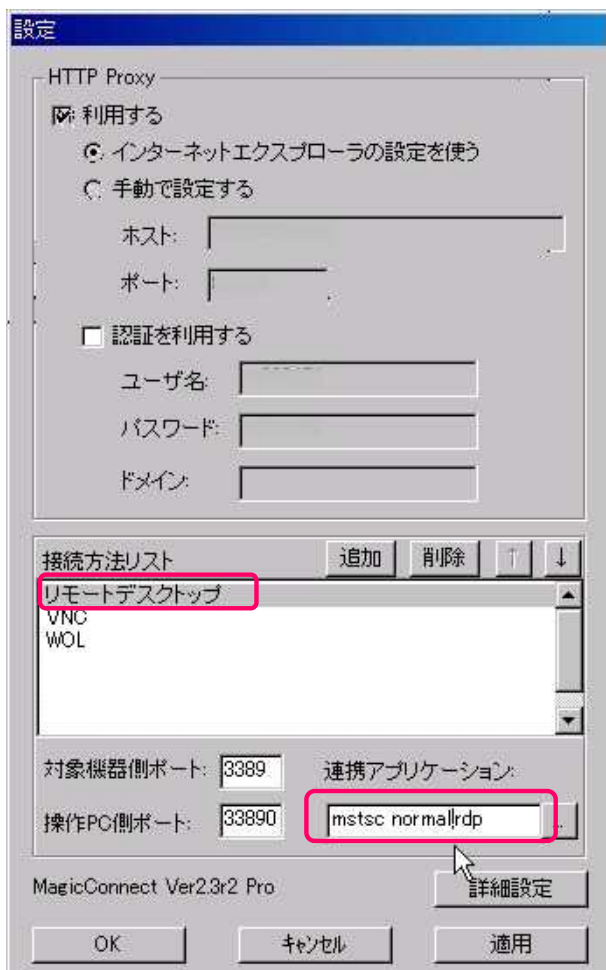 設定
HTTP Proxy
利用する
インターネットエクスプローラの設定を使う
手動で設定する
ホスト:
ポート:
認証を利用する
ユーザ名:
パスワード:
ドメイン:
接続方法リスト 追加 削除 ↑ ↓
リモートデスクトップ
VNC
WOL
対象機器側ポート: 3389 連携アプリケーション:
操作PC側ポート: 33890 mstsc normal.rdp ...
MagicConnect Ver2.3r2 Pro 詳細設定
OK キャンセル 適用